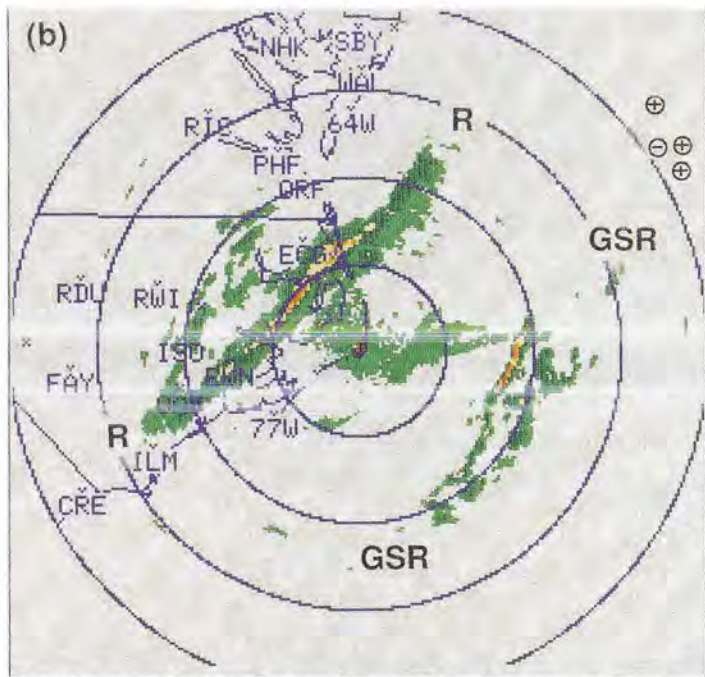 (b)
NHK SBY
WAL
RIC 64W R
PHF
ORF
GSR
ECG
RDU RWI
ISO
FAY EWN
77W
R
ILM
CRE
GSR